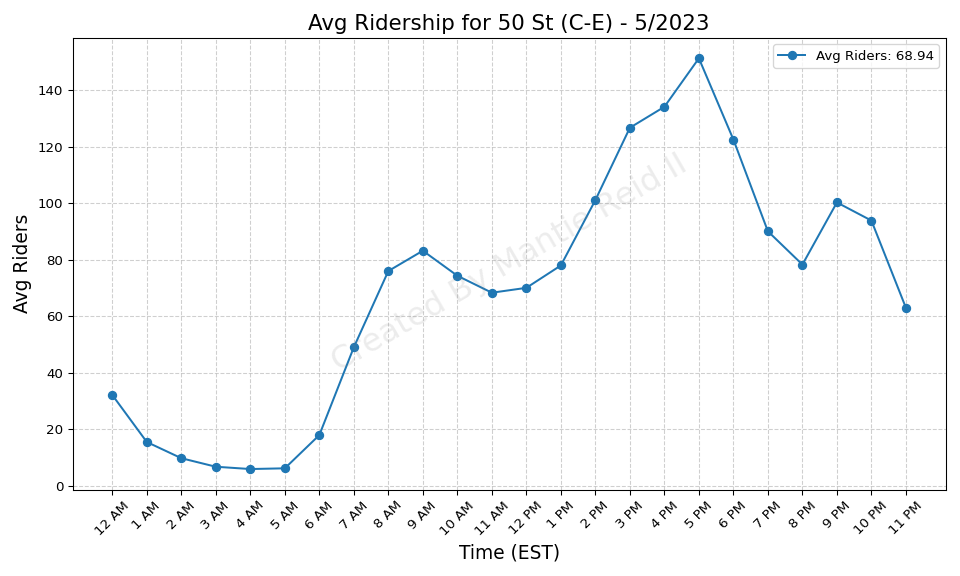 Avg Ridership for 50 St (C-E) - 5/2023
Avg Riders: 68.94
Avg Riders
140
120
100
80
60
40
20
0
Created By Mantie Reid II
12 AM
1 AM
2 AM
3 AM
4 AM
5 AM
6 AM
7 AM
8 AM
9 AM
10 AM
11 AM
12 PM
1 PM
2 PM
3 PM
4 PM
5 PM
6 PM
7 PM
8 PM
9 PM
10 PM
11 PM
Time (EST)